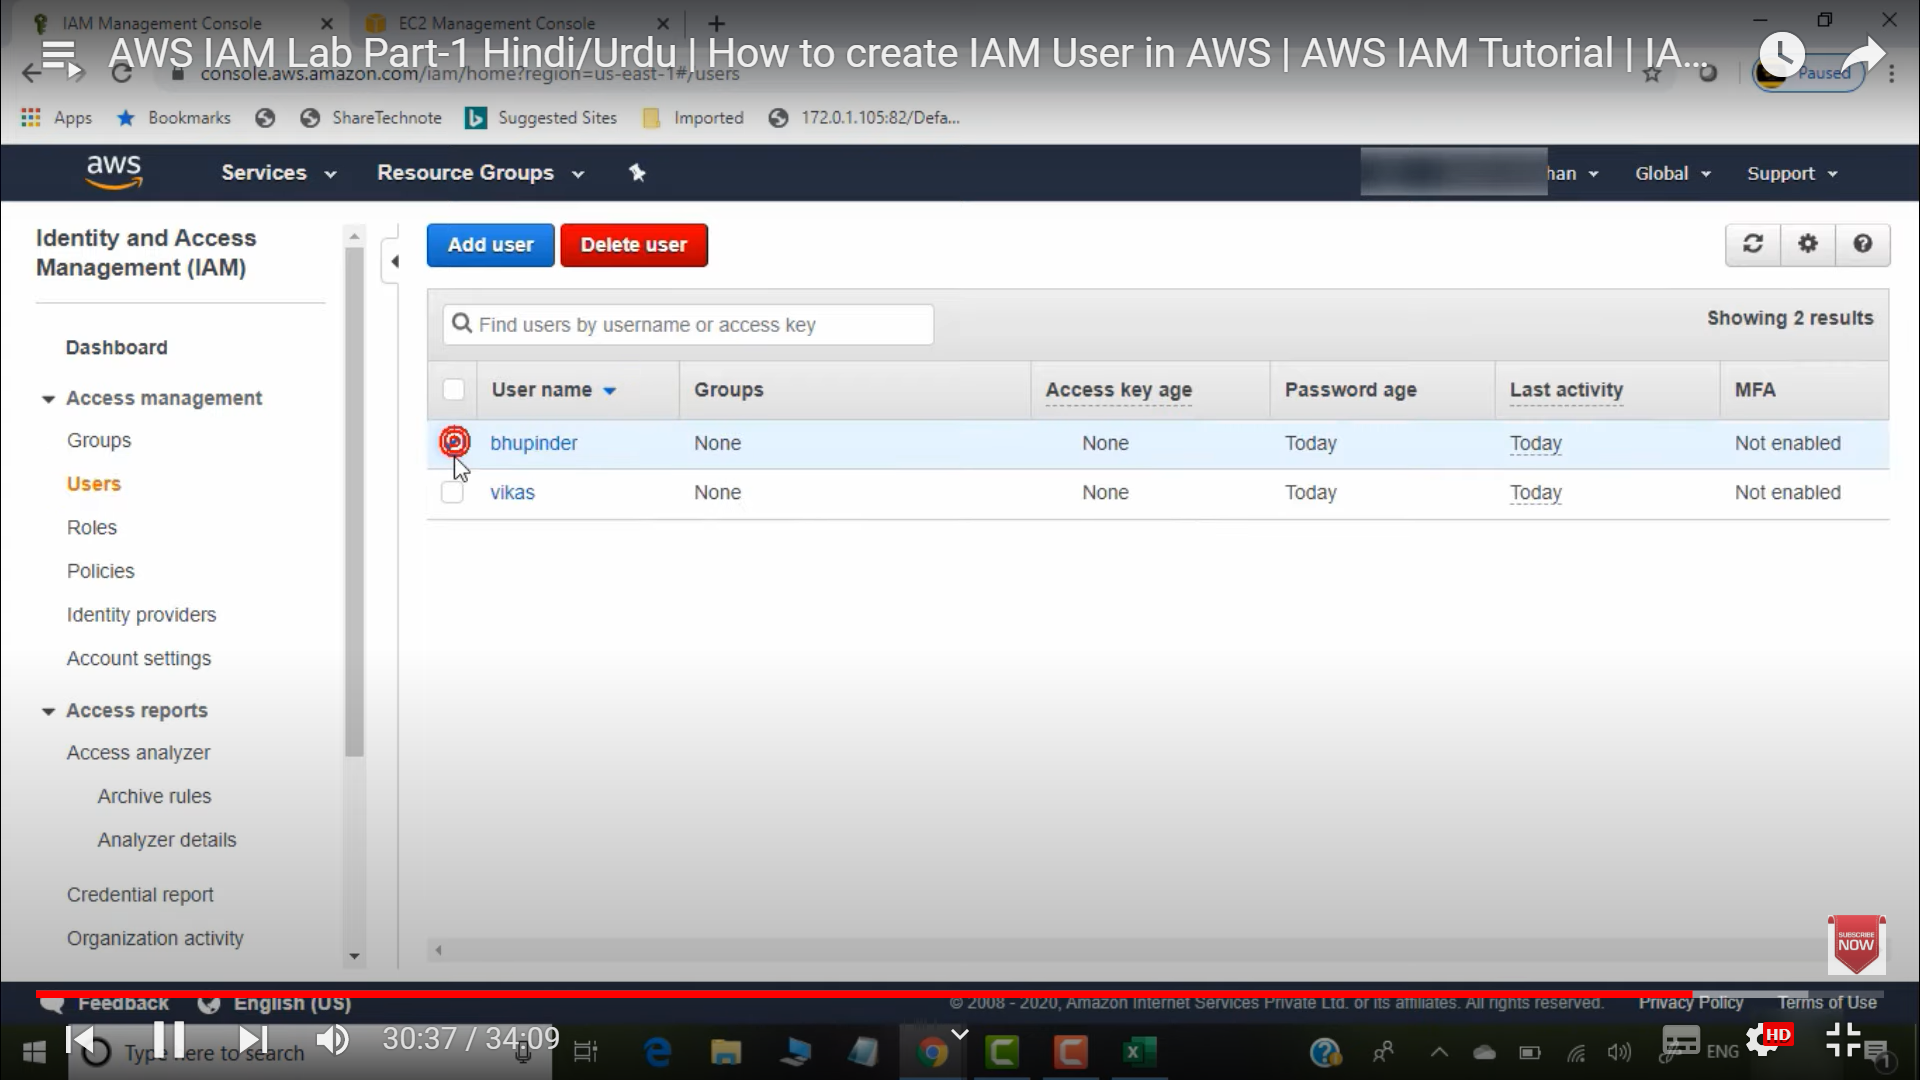 IAM Management Console
EC2 Management Console
AWS IAM Lab Part-1 Hindi/Urdu | How to create IAM User in AWS | AWS IAM Tutorial | IA...
console.aws.amazon.com/iam/home?region=us-east-1#/users
Paused
Apps
Bookmarks
ShareTechnote
Suggested Sites
Imported
172.0.1.105:82/Defa...
aws
Services
Resource Groups
han
Global
Support
Identity and Access
Management (IAM)
Dashboard
Access management
Groups
Users
Roles
Policies
Identity providers
Account settings
Access reports
Access analyzer
Archive rules
Analyzer details
Credential report
Organization activity
Add user
Delete user
Find users by username or access key
Showing 2 results
User name Groups Access key age Password age Last activity MFA
bhupinder None None Today Today Not enabled
vikas None None Today Today Not enabled
SUBSCRIBE
NOW
Feedback
English (US)
© 2008 - 2020, Amazon Internet Services Private Ltd. or its affiliates. All rights reserved.
Privacy Policy
Terms of Use
Type here to search
30:37 / 34:09
HD
ENG
1